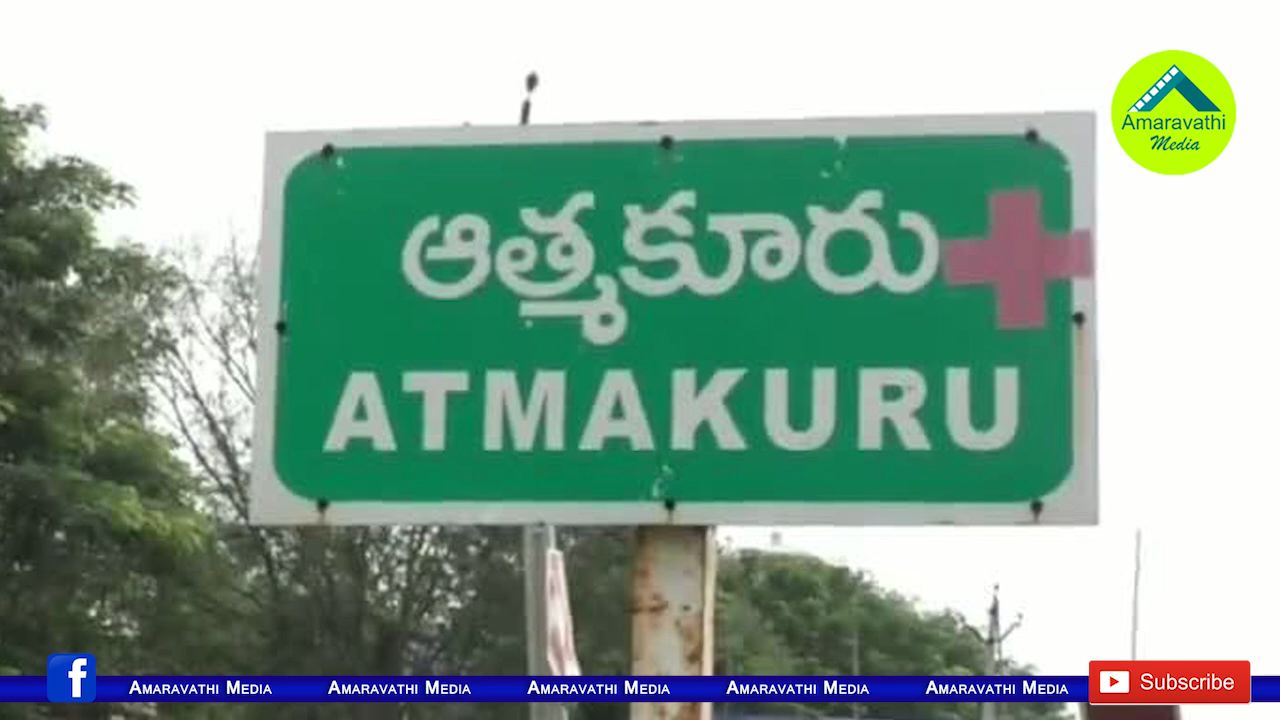 Amaravathi
Media
ఆత్మకూరు
ATMAKURU
f
Amaravathi Media Amaravathi Media Amaravathi Media Amaravathi Media Amaravathi Media
Subscribe